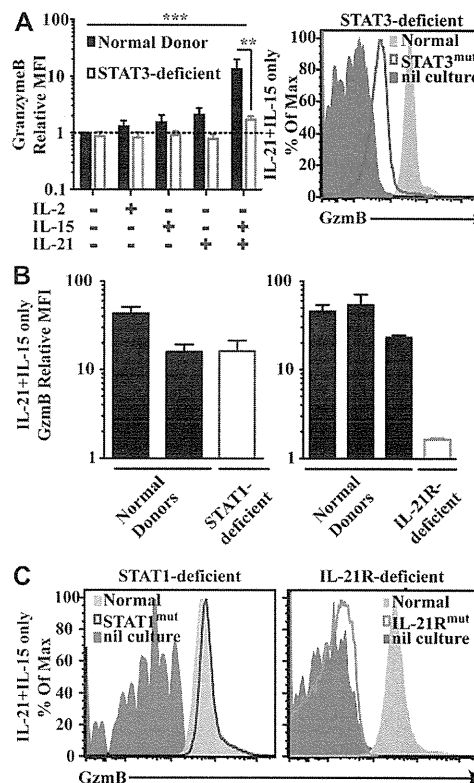 A
***
Normal Donor
STAT3-deficient
**
GranzymeB
Relative MFI
100
10
1
0.1
IL-2 - + - - -
IL-15 - - + - +
IL-21 - - - + +
STAT3-deficient
Normal
STAT3mut
nil culture
IL-21+IL-15 only
% Of Max
100
80
60
40
20
0
GzmB
B
IL-21+IL-15 only
GzmB Relative MFI
100
10
1
Normal
Donors
STAT1-
deficient
100
10
1
Normal
Donors
IL-21R-
deficient
C
STAT1-deficient
Normal
STAT1mut
nil culture
IL-21+IL-15 only
% Of Max
100
80
60
40
20
0
IL-21R-deficient
Normal
IL-21Rmut
nil culture
GzmB